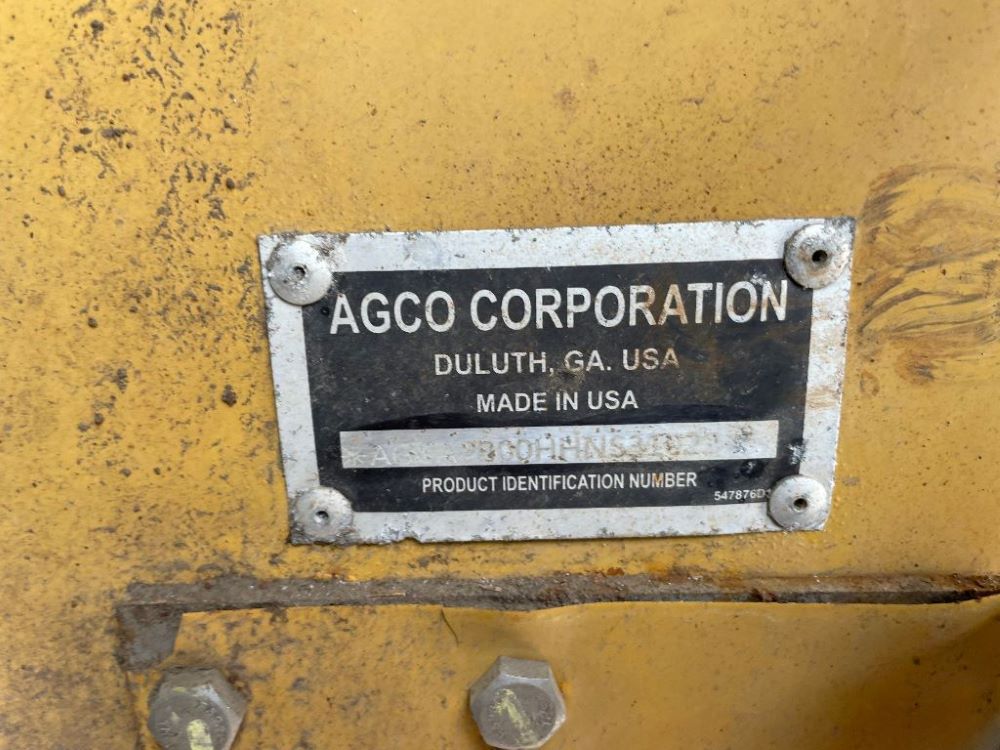 AGCO CORPORATION
DULUTH, GA. USA
MADE IN USA
PRODUCT IDENTIFICATION NUMBER